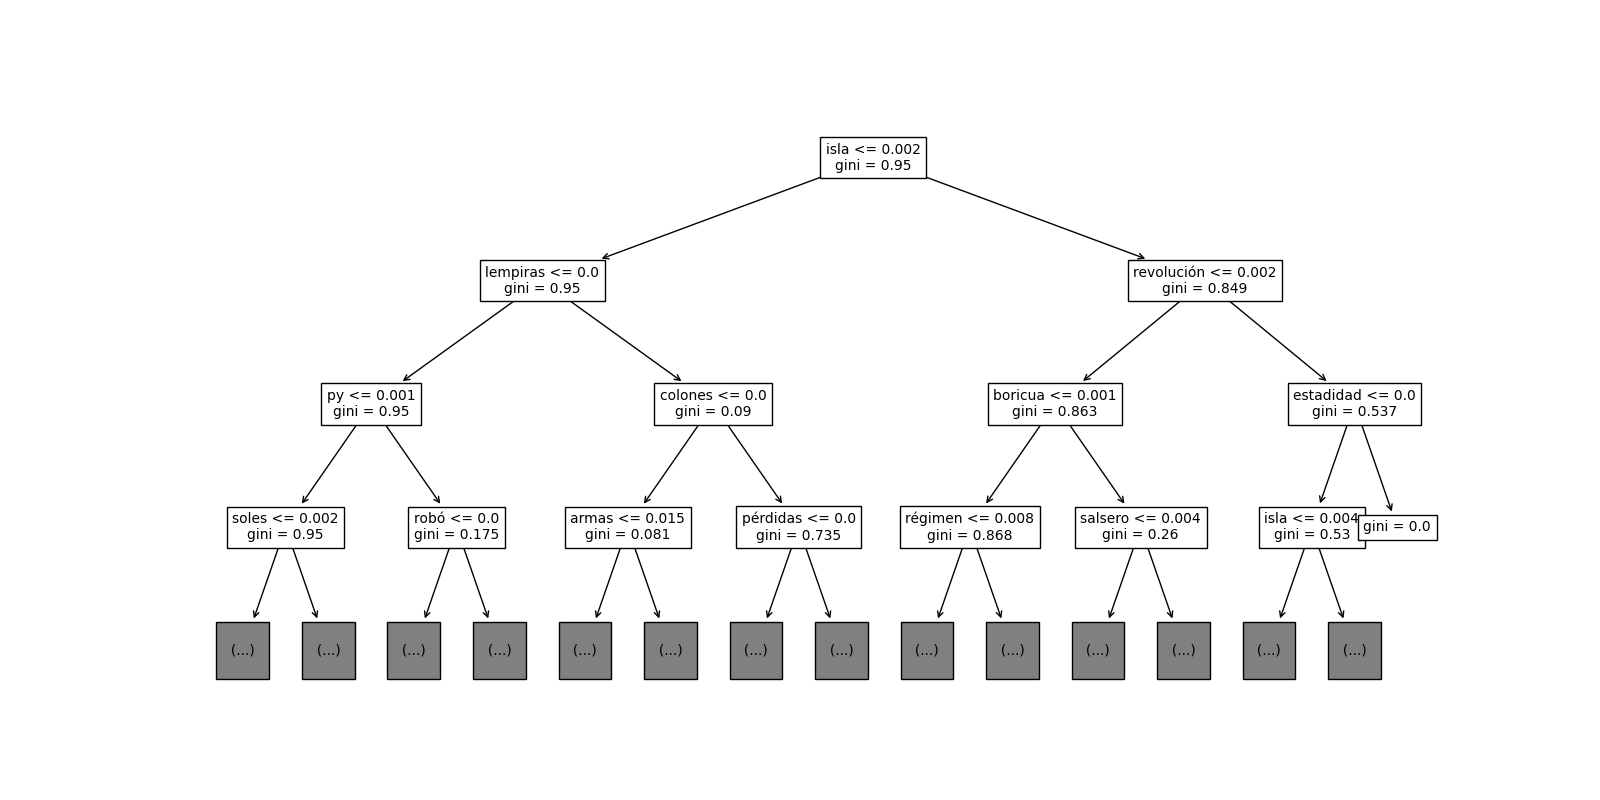 isla <= 0.002
gini = 0.95
lempiras <= 0.0
gini = 0.95
revolución <= 0.002
gini = 0.849
py <= 0.001
gini = 0.95
colones <= 0.0
gini = 0.09
boricua <= 0.001
gini = 0.863
estadidad <= 0.0
gini = 0.537
soles <= 0.002
gini = 0.95
robó <= 0.0
gini = 0.175
armas <= 0.015
gini = 0.081
pérdidas <= 0.0
gini = 0.735
régimen <= 0.008
gini = 0.868
salsero <= 0.004
gini = 0.26
isla <= 0.004
gini = 0.53
gini = 0.0
(...)
(...)
(...)
(...)
(...)
(...)
(...)
(...)
(...)
(...)
(...)
(...)
(...)
(...)